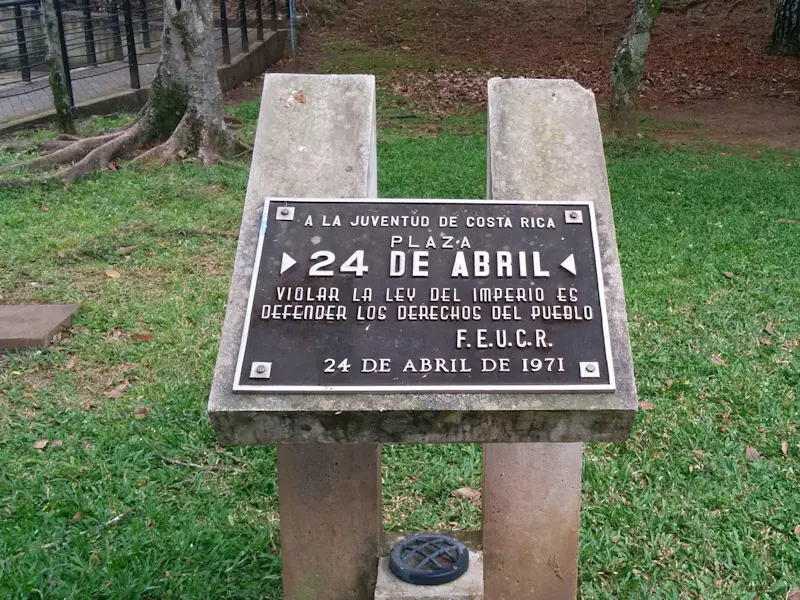 A LA JUVENTUD DE COSTA RICA
PLAZA
24 DE ABRIL
VIOLAR LA LEY DEL IMPERIO ES
DEFENDER LOS DERECHOS DEL PUEBLO
F.E.U.C.R.
24 DE ABRIL DE 1971